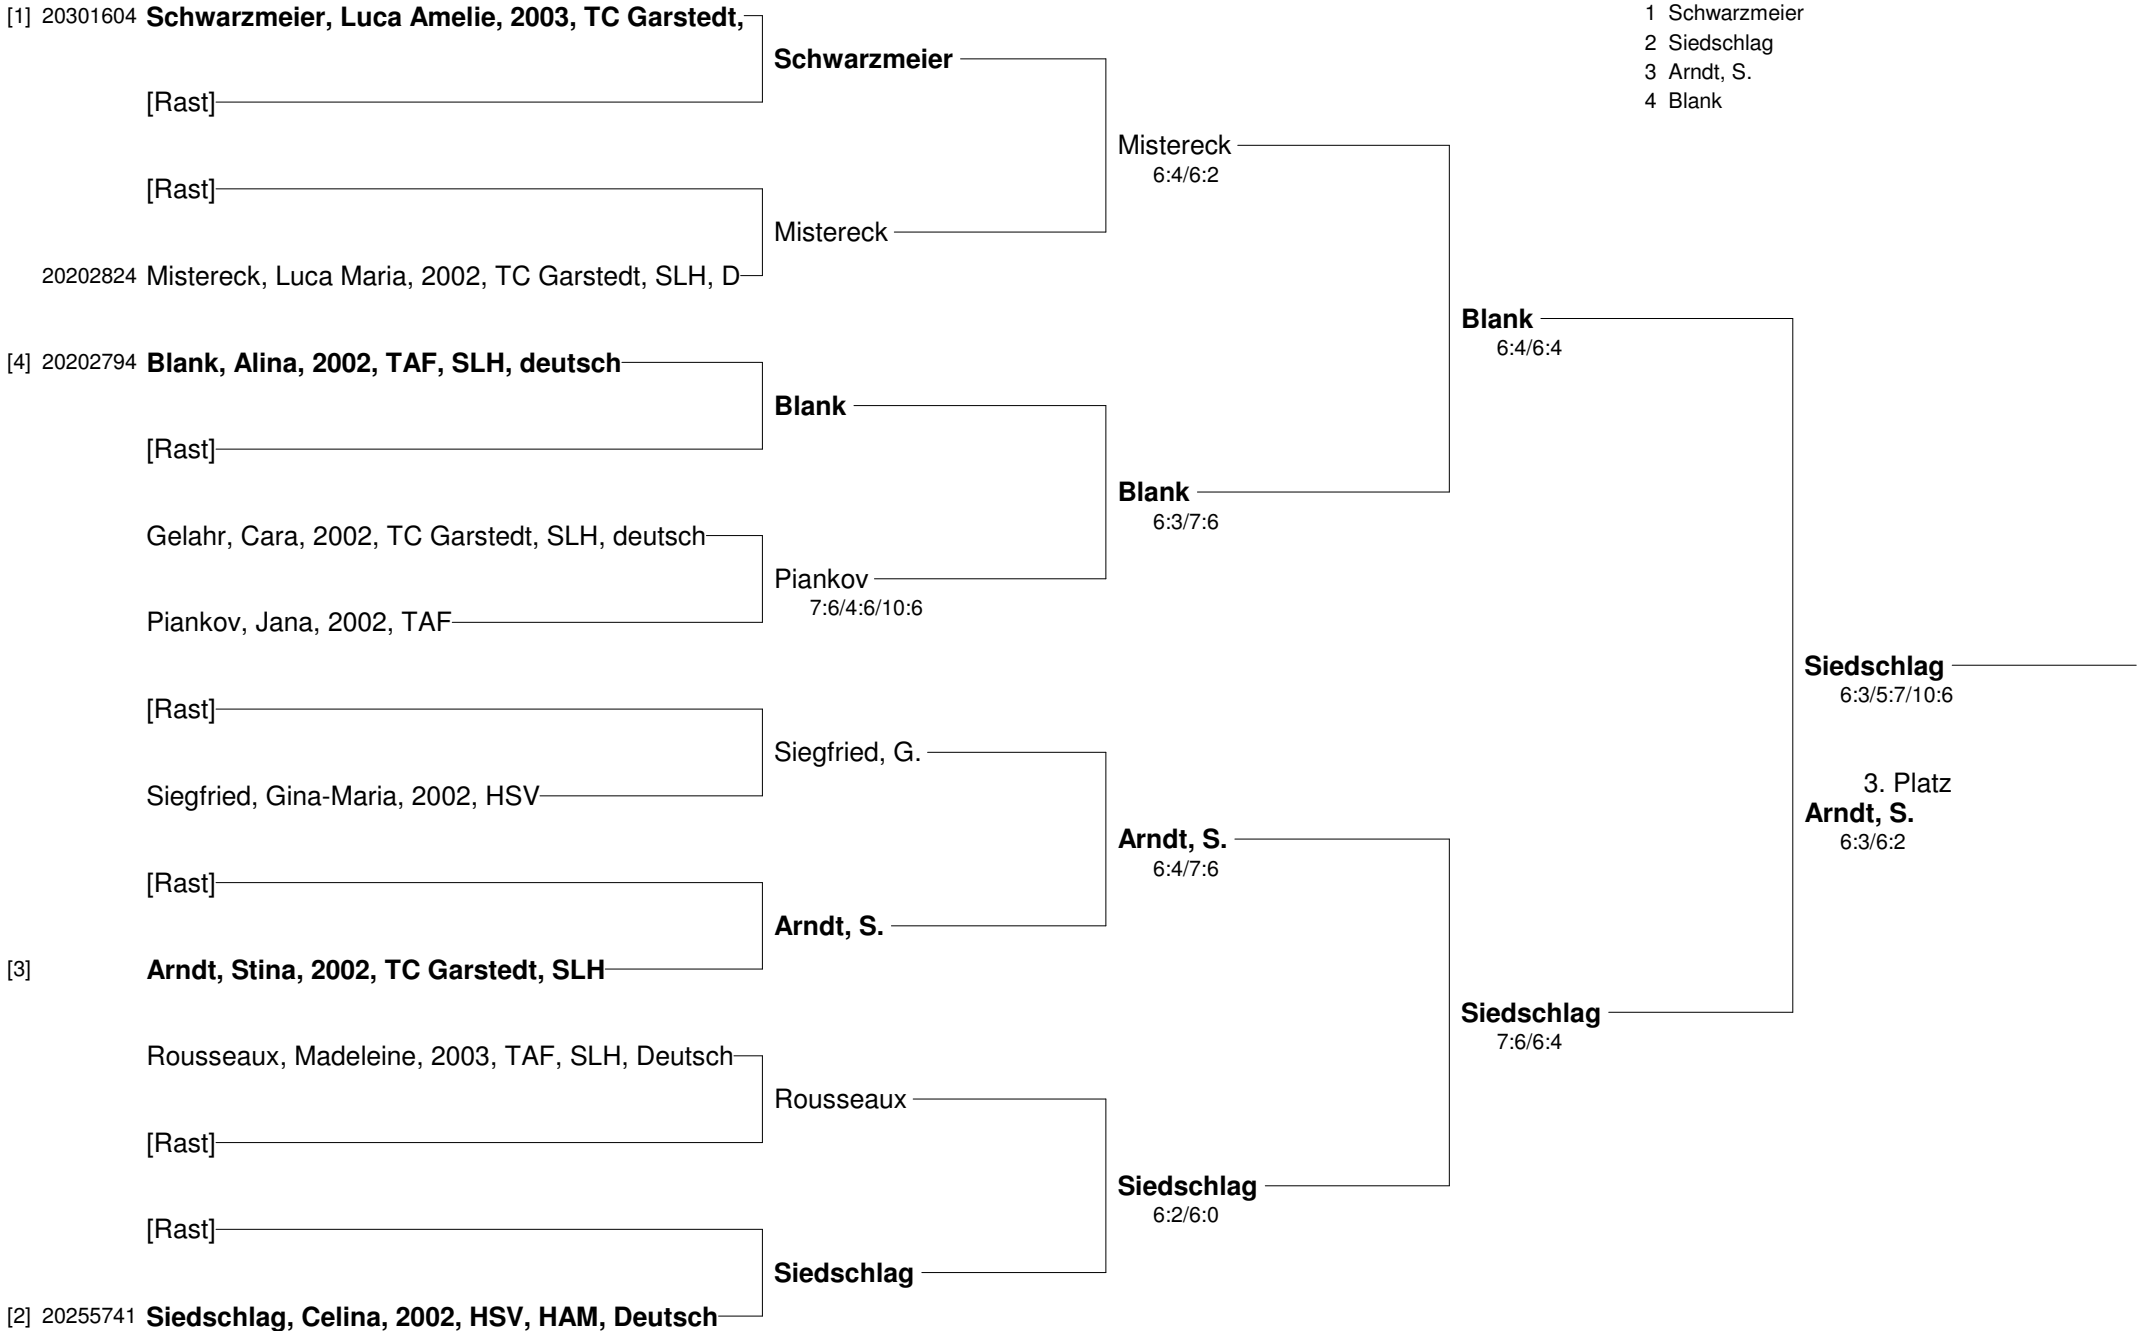 [1] 20301604 Schwarzmeier, Luca Amelie, 2003, TC Garstedt,
[Rast]
[Rast]
20202824 Mistereck, Luca Maria, 2002, TC Garstedt, SLH, D
[4] 20202794 Blank, Alina, 2002, TAF, SLH, deutsch
[Rast]
Gelahr, Cara, 2002, TC Garstedt, SLH, deutsch
Piankov, Jana, 2002, TAF
[Rast]
Siegfried, Gina-Maria, 2002, HSV
[Rast]
[3] Arndt, Stina, 2002, TC Garstedt, SLH
Rousseaux, Madeleine, 2003, TAF, SLH, Deutsch
[Rast]
[Rast]
[2] 20255741 Siedschlag, Celina, 2002, HSV, HAM, Deutsch
Schwarzmeier
Mistereck
Blank
Piankov
7:6/4:6/10:6
Siegfried, G.
Arndt, S.
Rousseaux
Siedschlag
Mistereck
6:4/6:2
Blank
6:3/7:6
Arndt, S.
6:4/7:6
Siedschlag
6:2/6:0
Blank
6:4/6:4
Siedschlag
7:6/6:4
Siedschlag
6:3/5:7/10:6
3. Platz
Arndt, S.
6:3/6:2
1 Schwarzmeier
2 Siedschlag
3 Arndt, S.
4 Blank